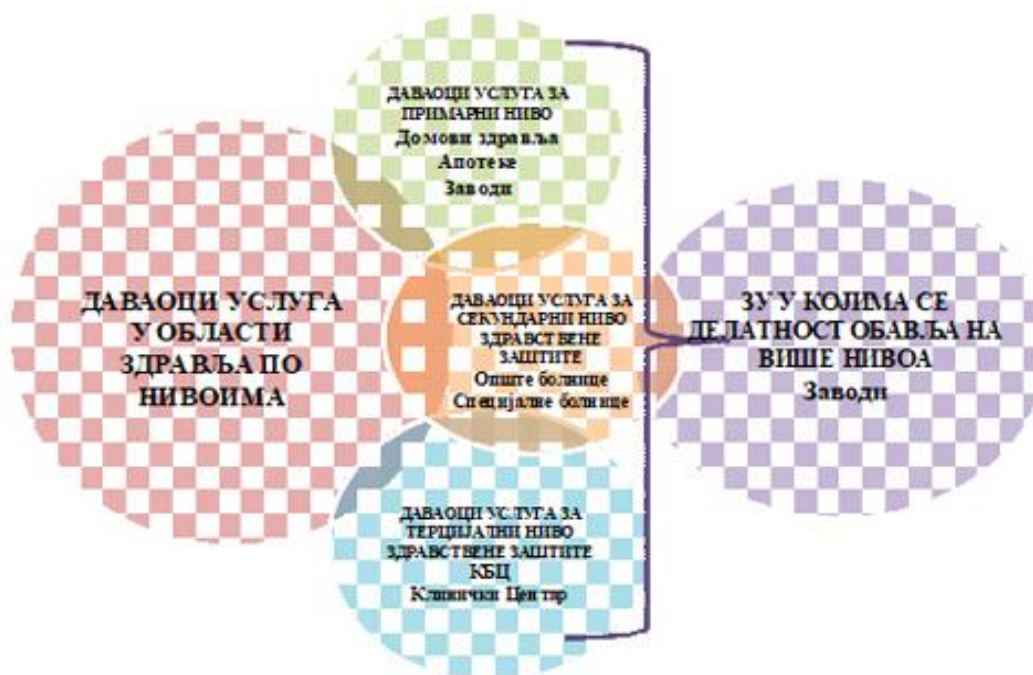 ДАВАОЦИ УСЛУГА
У ОБЛАСТИ
ЗДРАВЉА ПО
НИВОИМА
ДАВАОЦИ УСЛУГА ЗА
ПРИМАРНИ НИВО
Домови здравља
Апотеке
Заводи
ДАВАОЦИ УСЛУГА ЗА
СЕКУНДАРНИ НИВО
ЗДРАВСТВЕНЕ
ЗАШТИТЕ
Опште болнице
Специјалне болнице
ДАВАОЦИ УСЛУГА ЗА
ТЕРЦИЈАЛНИ НИВО
ЗДРАВСТВЕНЕ ЗАШТИТЕ
КБЦ
Клинички Центар
ЗУ У КОЈИМА СЕ
ДЕЛАТНОСТ ОБАВЉА НА
ВИШЕ НИВОА
Заводи